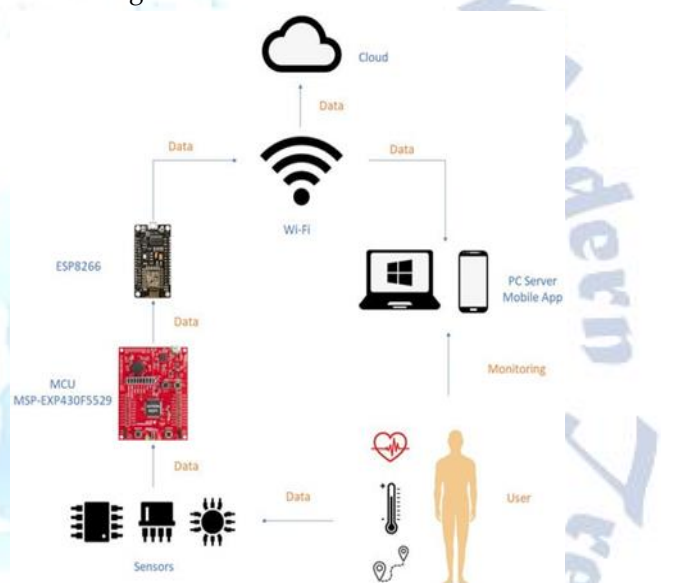 Cloud
Data
Data
Data
Wi-Fi
ESP8266
PC Server
Mobile App
Data
Monitoring
MCU
MSP-EXP430F5529
Data
Data
User
Sensors